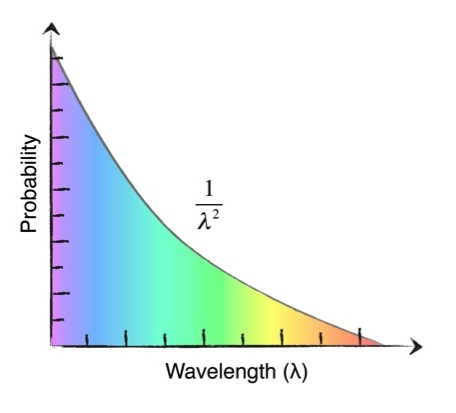 Probability
1
λ²
Wavelength (λ)